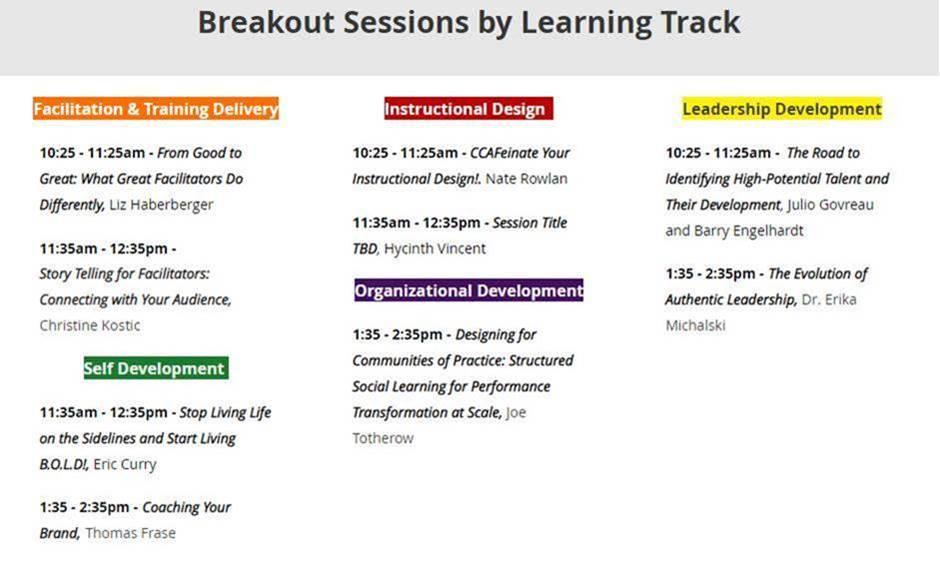 Breakout Sessions by Learning Track
Facilitation & Training Delivery
10:25 - 11:25am - From Good to
Great: What Great Facilitators Do
Differently, Liz Haberberger
11:35am - 12:35pm -
Story Telling for Facilitators:
Connecting with Your Audience,
Christine Kostic
Self Development
11:35am - 12:35pm - Stop Living Life
on the Sidelines and Start Living
B.O.L.D!, Eric Curry
1:35 - 2:35pm - Coaching Your
Brand, Thomas Frase
Instructional Design
10:25 - 11:25am - CCAFeinate Your
Instructional Design!. Nate Rowlan
11:35am - 12:35pm - Session Title
TBD, Hycinth Vincent
Organizational Development
1:35 - 2:35pm - Designing for
Communities of Practice: Structured
Social Learning for Performance
Transformation at Scale, Joe
Totherow
Leadership Development
10:25 - 11:25am - The Road to
Identifying High-Potential Talent and
Their Development, Julio Govreau
and Barry Engelhardt
1:35 - 2:35pm - The Evolution of
Authentic Leadership, Dr. Erika
Michalski